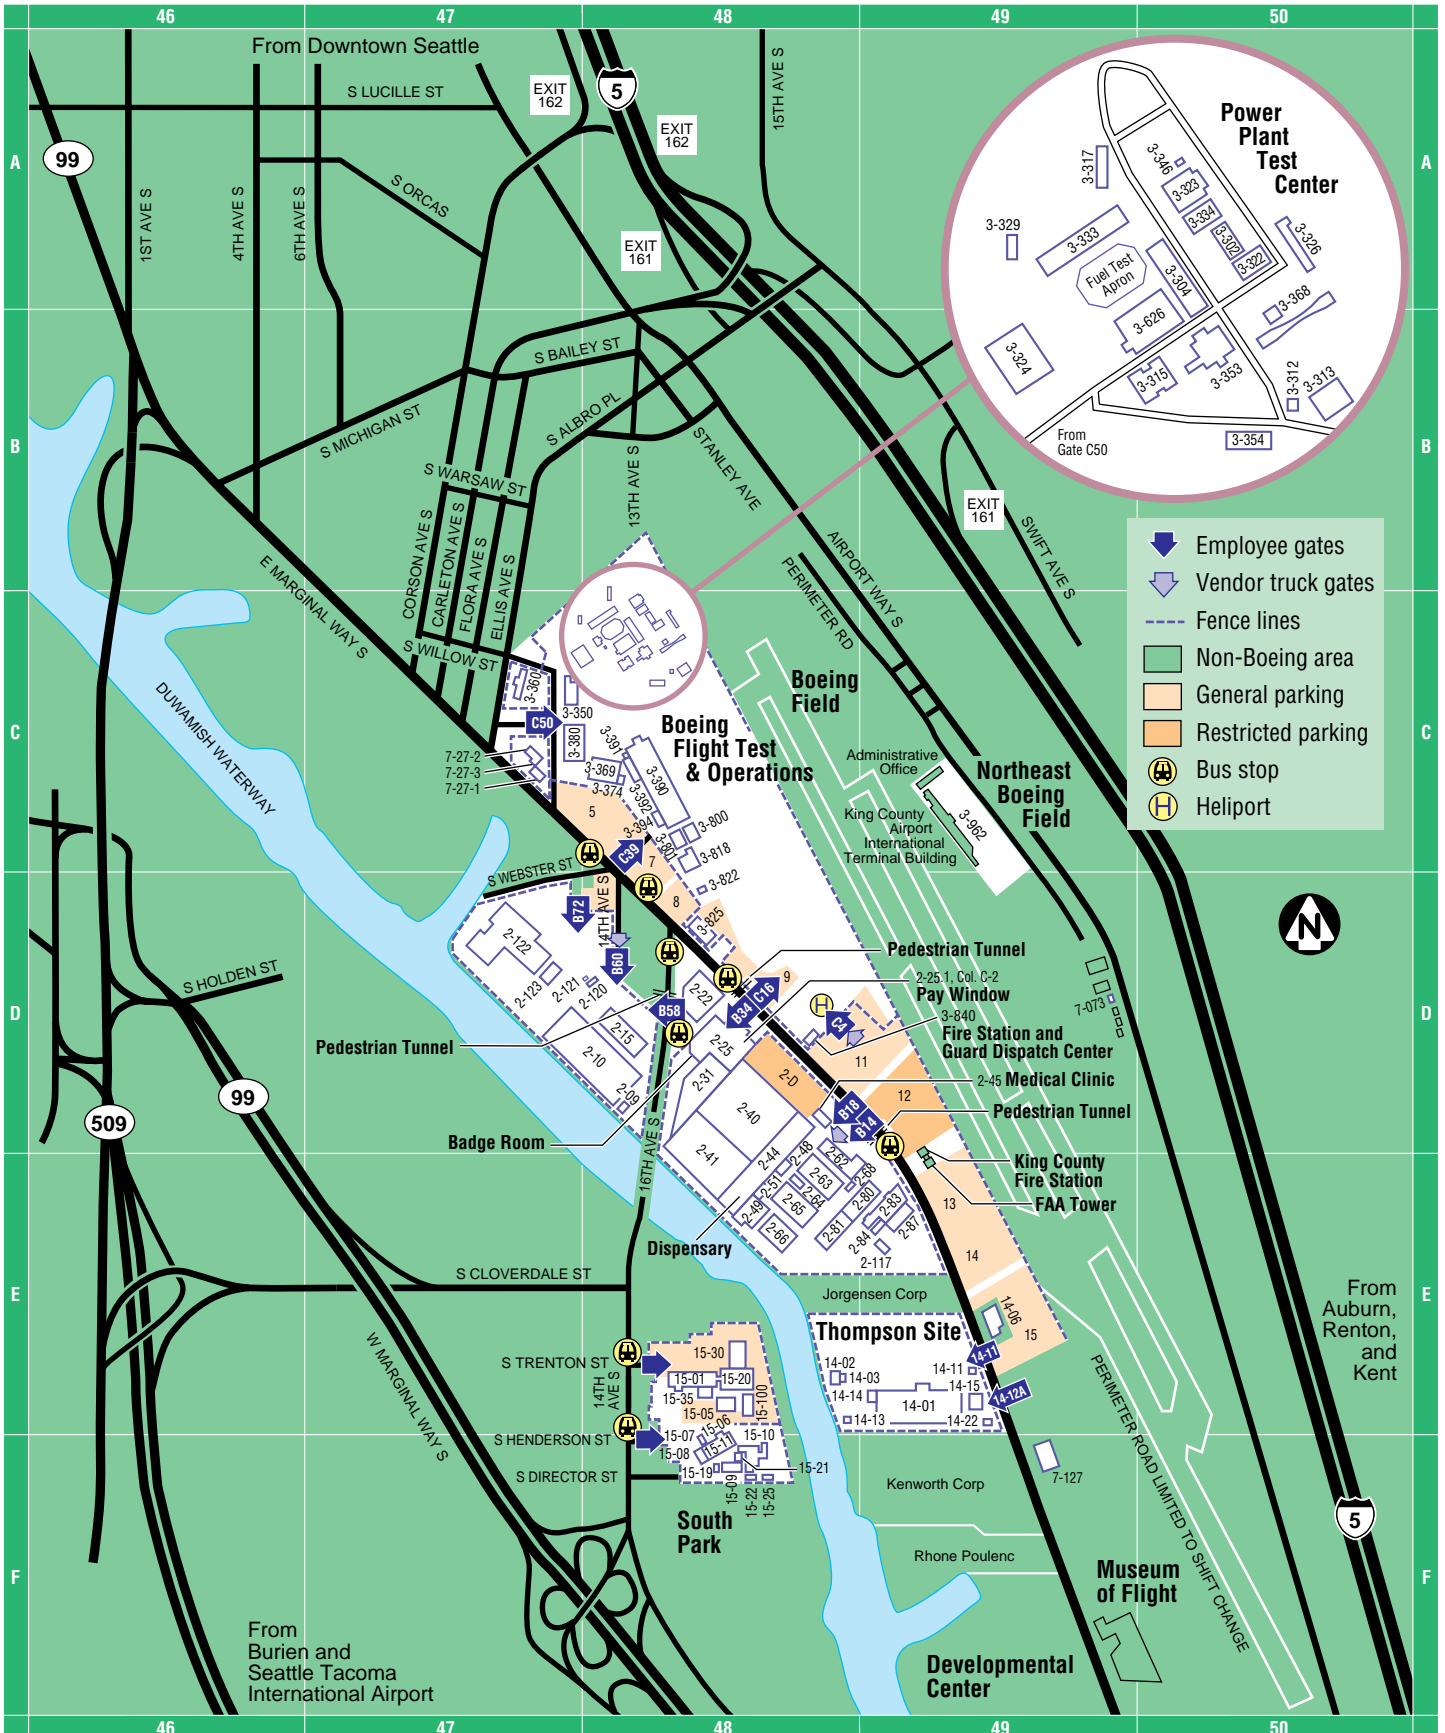 46
47
48
49
50
From Downtown Seattle
S LUCILLE ST
EXIT
162
5
EXIT
162
15TH AVE S
A
99
A
1ST AVE S
4TH AVE S
6TH AVE S
S ORCAS
EXIT
161
Power
Plant
Test
Center
3-317
3-346
3-323
3-334
3-302
3-322
3-326
3-329
3-333
Fuel Test
Apron
3-304
3-626
3-368
3-324
3-315
3-353
3-312
3-313
3-354
From
Gate C50
S BAILEY ST
S ALBRO PL
S MICHIGAN ST
B
B
S WARSAW ST
13TH AVE S
STANLEY AVE
EXIT
161
SWIFT AVE S
Employee gates
Vendor truck gates
Fence lines
Non-Boeing area
General parking
Restricted parking
Bus stop
H
Heliport
E MARGINAL WAY S
CORSON AVE S
CARLETON AVE S
FLORA AVE S
ELLIS AVE S
AIRPORT WAY S
PERIMETER RD
S WILLOW ST
DUWAMISH WATERWAY
Boeing
Field
3-360
C50
3-350
3-380
3-391
3-369
3-374
3-390
3-392
3-394
3-801
3-800
3-818
3-822
3-825
Boeing
Flight Test
& Operations
C
C
7-27-2
7-27-3
7-27-1
Administrative
Office
Northeast
Boeing
Field
King County
Airport
International
Terminal Building
3-962
5
C39
7
8
9
S WEBSTER ST
14TH AVE S
B72
B60
2-122
2-123
2-121
2-120
S HOLDEN ST
D
D
N
B58
2-22
B34
C16
Pedestrian Tunnel
2-25.1, Col. C-2
Pay Window
3-840
Fire Station and
Guard Dispatch Center
H
C4
7-073
Pedestrian Tunnel
2-15
2-10
2-09
2-25
2-31
2-D
11
12
2-45 Medical Clinic
Pedestrian Tunnel
B18
B14
99
509
Badge Room
2-40
2-41
2-44
2-48
2-62
2-68
2-63
2-51
2-64
2-49
2-65
2-66
2-80
2-81
2-83
2-84
2-87
2-117
16TH AVE S
King County
Fire Station
FAA Tower
13
14
Dispensary
S CLOVERDALE ST
E
E
Jorgensen Corp
From
Auburn,
Renton,
and
Kent
W MARGINAL WAY S
S TRENTON ST
14TH
AVE S
15-30
15-01
15-20
15-35
15-05
15-100
Thompson Site
14-06
15
14-11
14-02
14-03
14-14
14-11
14-15
14-01
14-13
14-22
14-12A
PERIMETER ROAD LIMITED TO SHIFT CHANGE
S HENDERSON ST
15-07
15-06
15-10
15-08
15-11
15-19
15-09
15-21
15-22
15-25
S DIRECTOR ST
South
Park
Kenworth Corp
7-127
5
Rhone Poulenc
F
F
Museum
of Flight
From
Burien and
Seattle Tacoma
International Airport
Developmental
Center
46
47
48
49
50